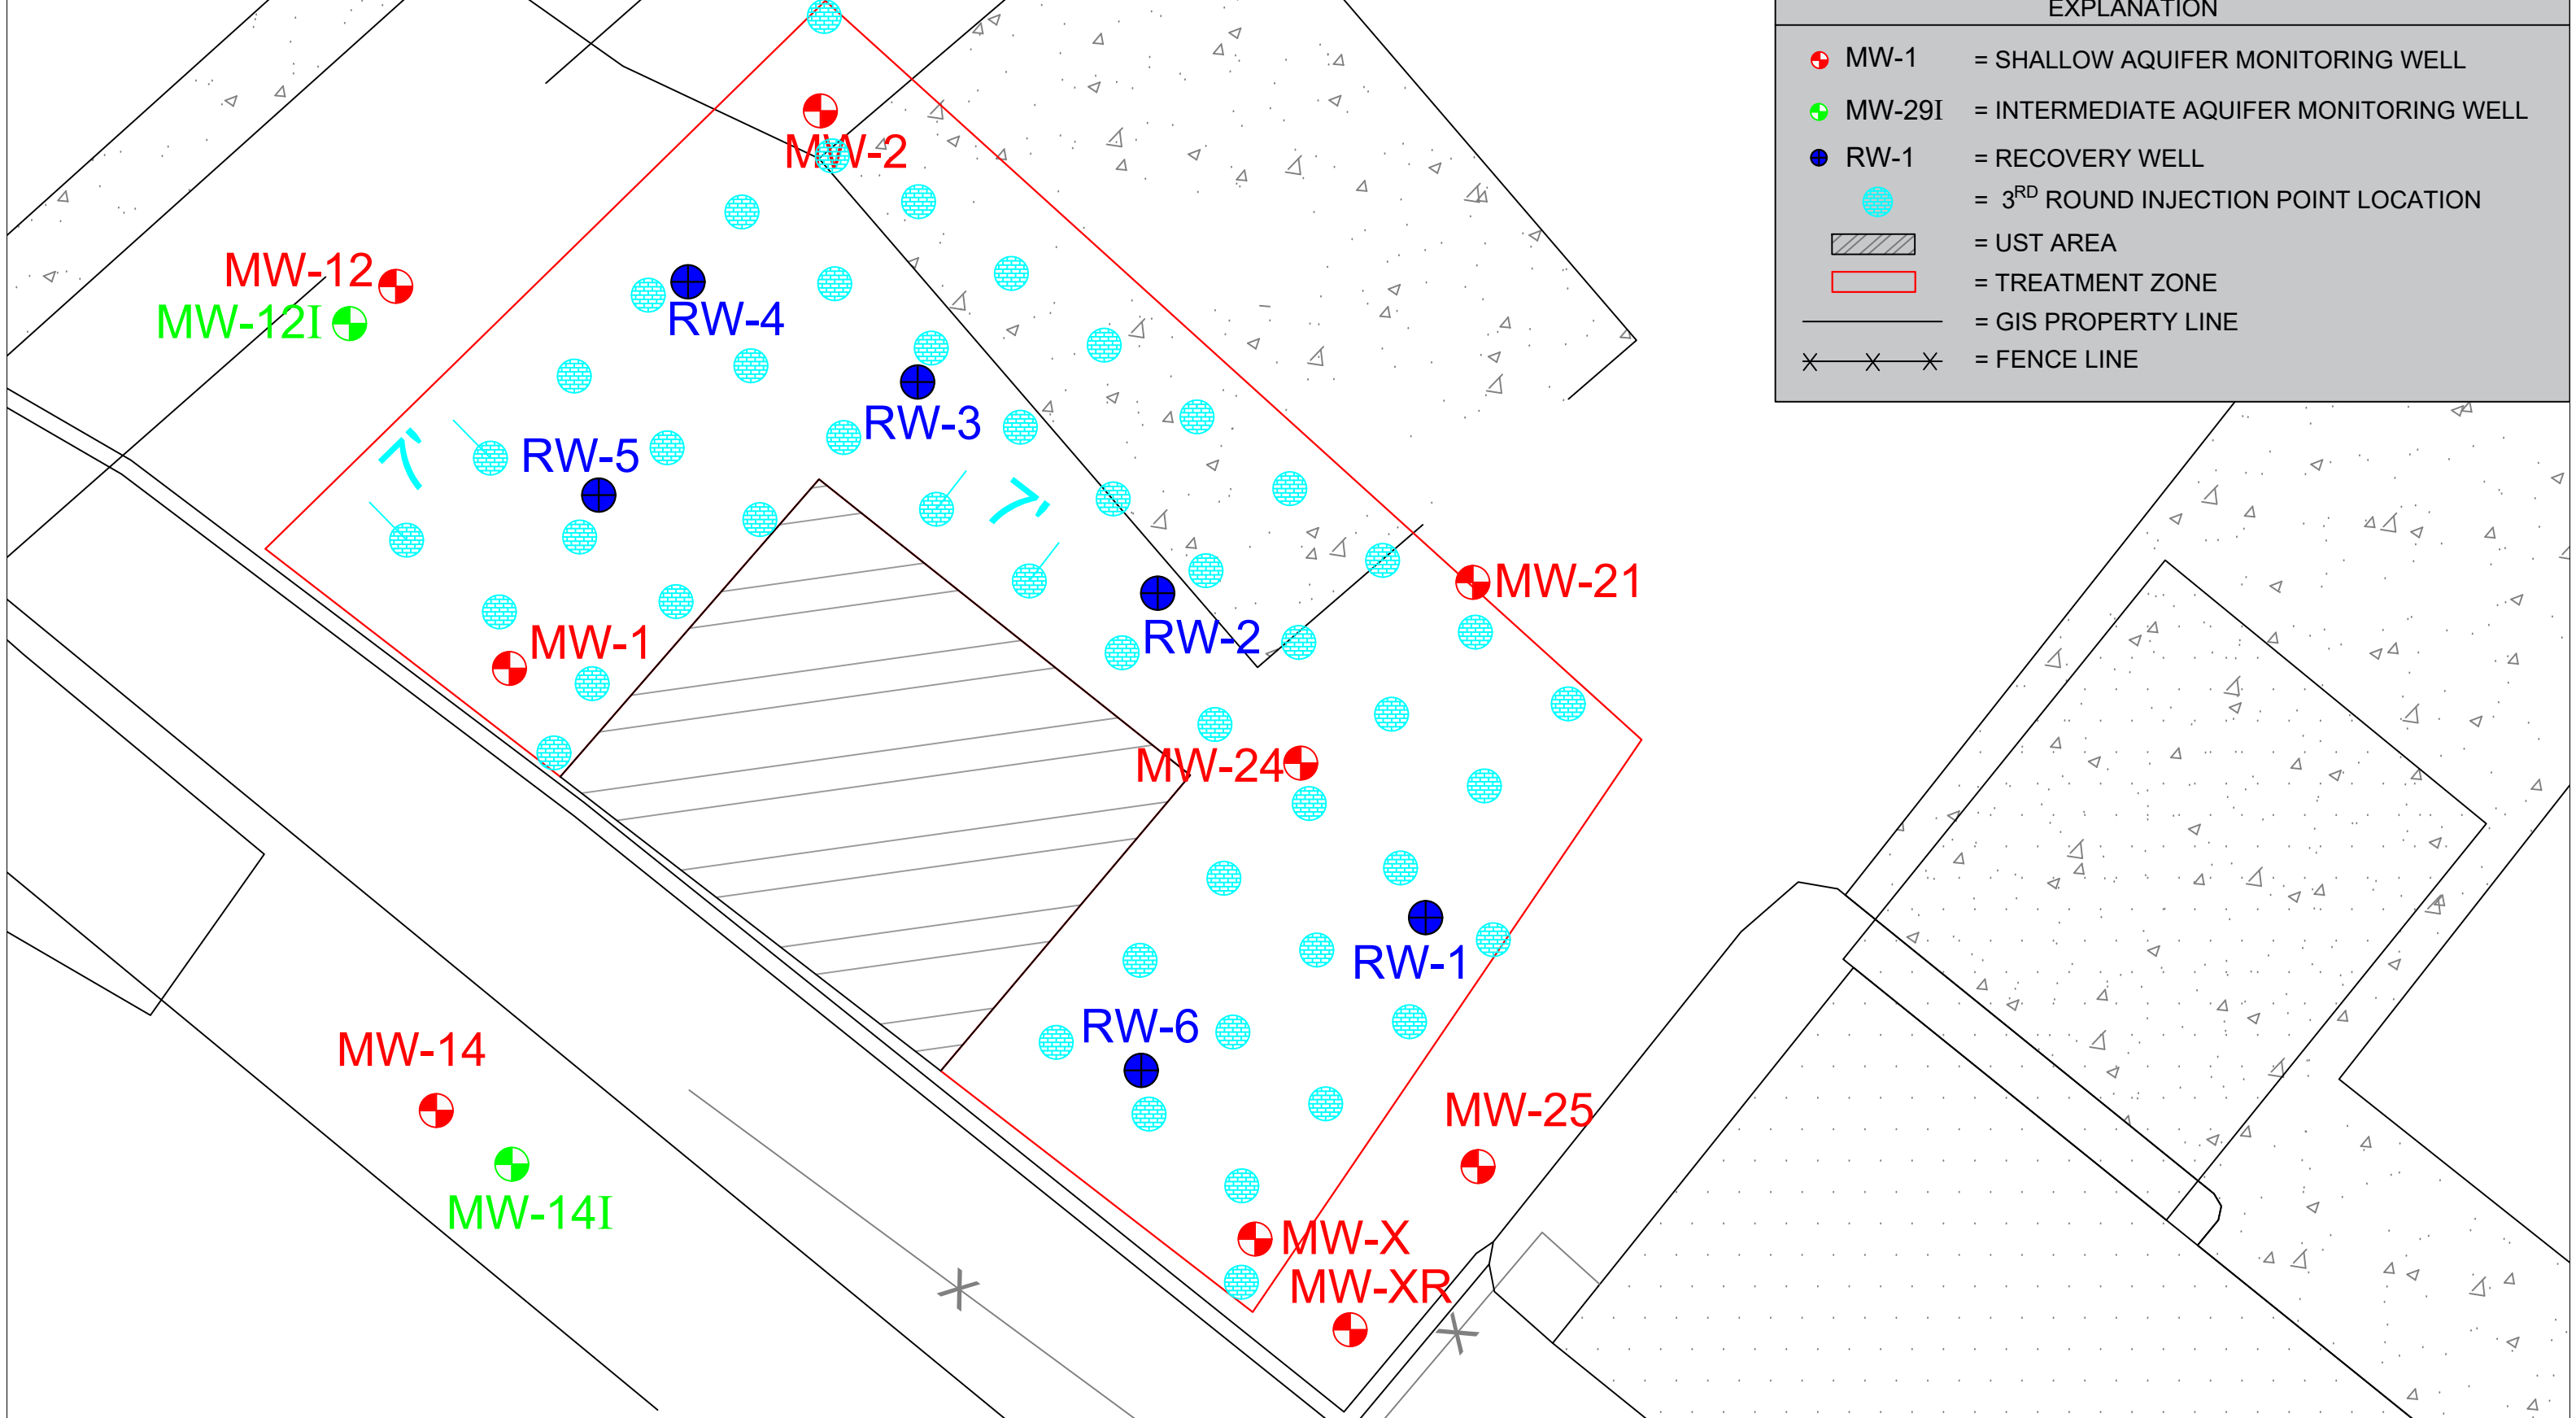 EXPLANATION
MW-1 = SHALLOW AQUIFER MONITORING WELL
MW-29I = INTERMEDIATE AQUIFER MONITORING WELL
RW-1 = RECOVERY WELL
= 3RD ROUND INJECTION POINT LOCATION
= UST AREA
= TREATMENT ZONE
= GIS PROPERTY LINE
= FENCE LINE
MW-2
MW-12
MW-12I
RW-4
RW-3
7'
RW-5
7'
MW-21
MW-1
RW-2
MW-24
RW-1
RW-6
MW-14
MW-25
MW-14I
MW-X
MW-XR